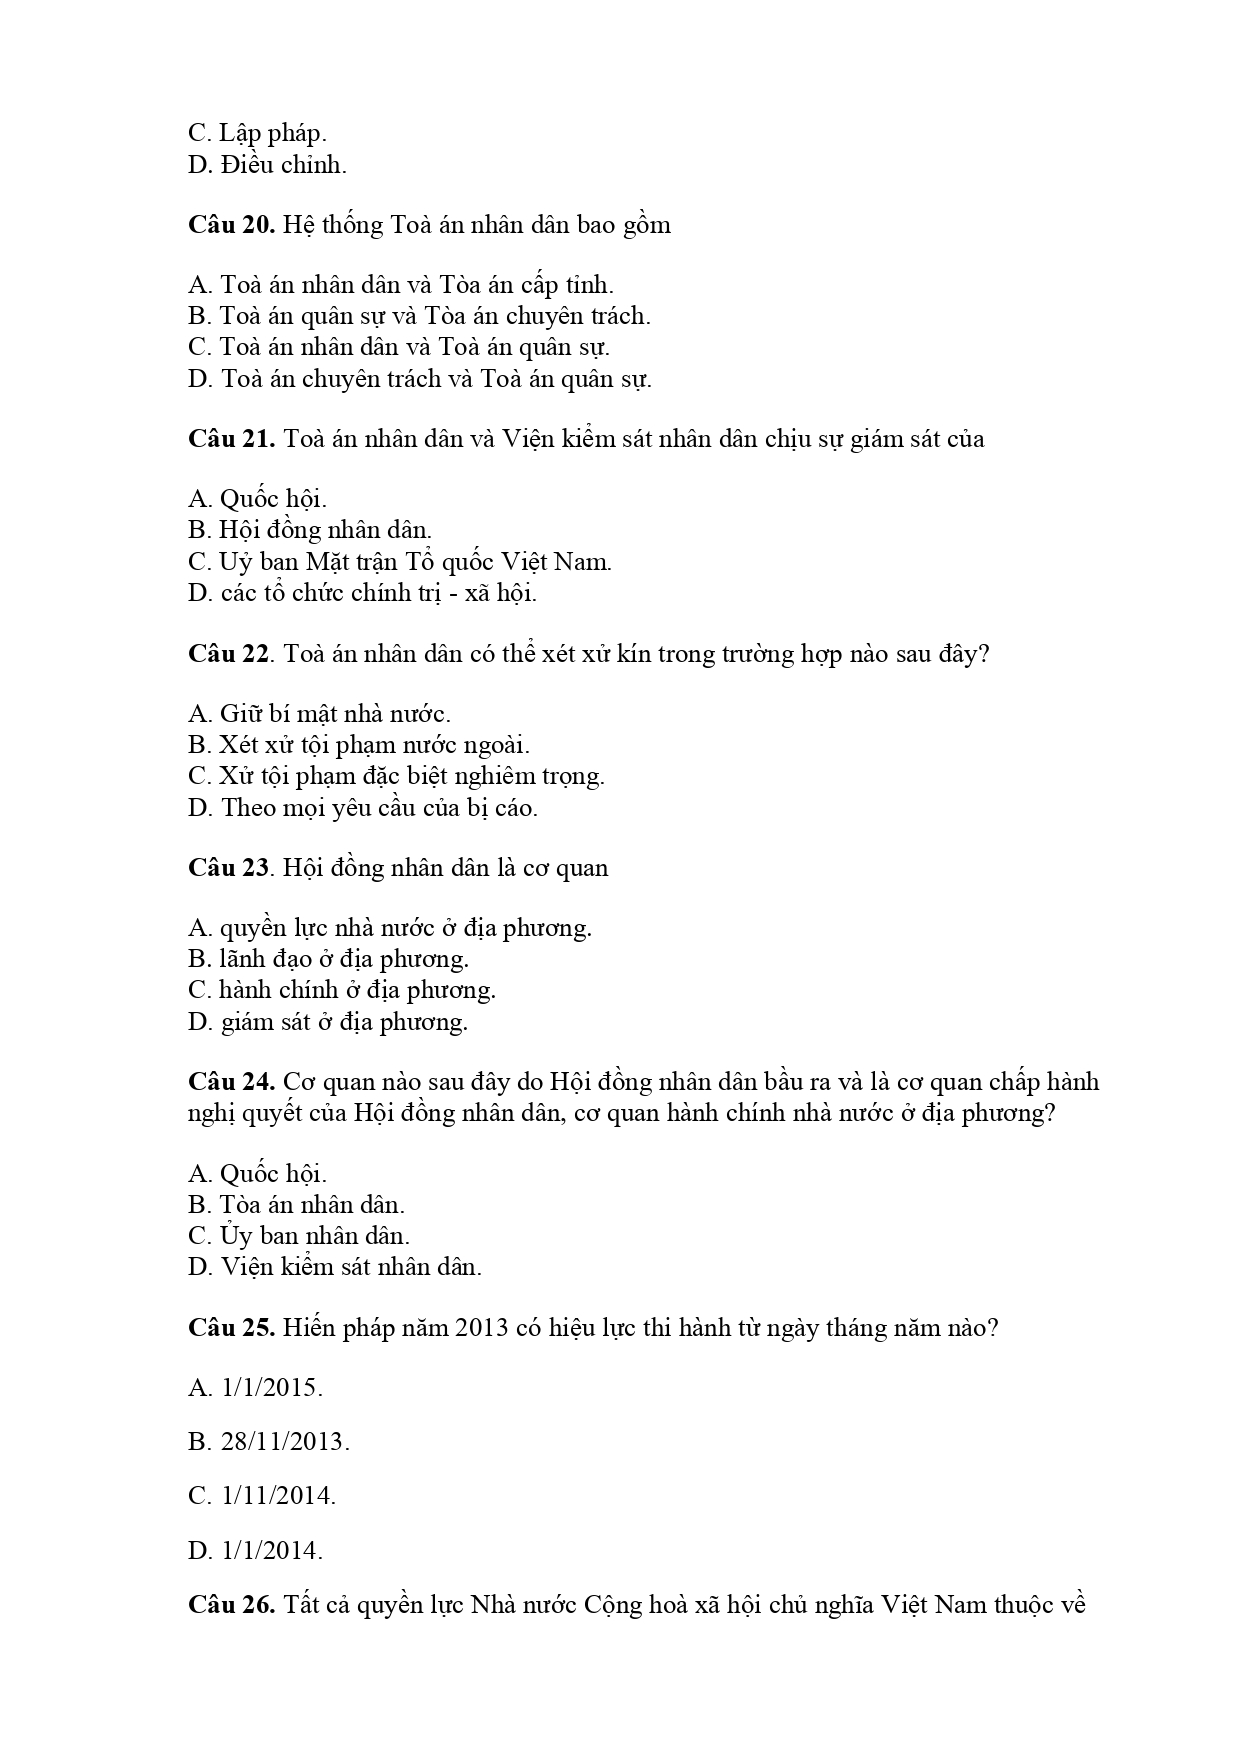 C. Lập pháp.
D. Điều chỉnh.
Câu 20. Hệ thống Toà án nhân dân bao gồm
A. Toà án nhân dân và Tòa án cấp tỉnh.
B. Toà án quân sự và Tòa án chuyên trách.
C. Toà án nhân dân và Toà án quân sự.
D. Toà án chuyên trách và Toà án quân sự.
Câu 21. Toà án nhân dân và Viện kiểm sát nhân dân chịu sự giám sát của
A. Quốc hội.
B. Hội đồng nhân dân.
C. Uỷ ban Mặt trận Tổ quốc Việt Nam.
D. các tổ chức chính trị - xã hội.
Câu 22. Toà án nhân dân có thể xét xử kín trong trường hợp nào sau đây?
A. Giữ bí mật nhà nước.
B. Xét xử tội phạm nước ngoài.
C. Xử tội phạm đặc biệt nghiêm trọng.
D. Theo mọi yêu cầu của bị cáo.
Câu 23. Hội đồng nhân dân là cơ quan
A. quyền lực nhà nước ở địa phương.
B. lãnh đạo ở địa phương.
C. hành chính ở địa phương.
D. giám sát ở địa phương.
Câu 24. Cơ quan nào sau đây do Hội đồng nhân dân bầu ra và là cơ quan chấp hành
nghị quyết của Hội đồng nhân dân, cơ quan hành chính nhà nước ở địa phương?
A. Quốc hội.
B. Tòa án nhân dân.
C. Ủy ban nhân dân.
D. Viện kiểm sát nhân dân.
Câu 25. Hiến pháp năm 2013 có hiệu lực thi hành từ ngày tháng năm nào?
A. 1/1/2015.
B. 28/11/2013.
C. 1/11/2014.
D. 1/1/2014.
Câu 26. Tất cả quyền lực Nhà nước Cộng hoà xã hội chủ nghĩa Việt Nam thuộc về